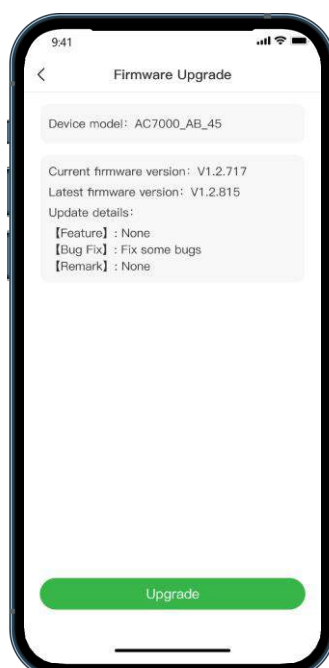 9:41
Firmware Upgrade
Device model: AC7000_AB_45
Current firmware version: V1.2.717
Latest firmware version: V1.2.815
Update details:
【Feature】: None
【Bug Fix】: Fix some bugs
【Remark】: None
Upgrade